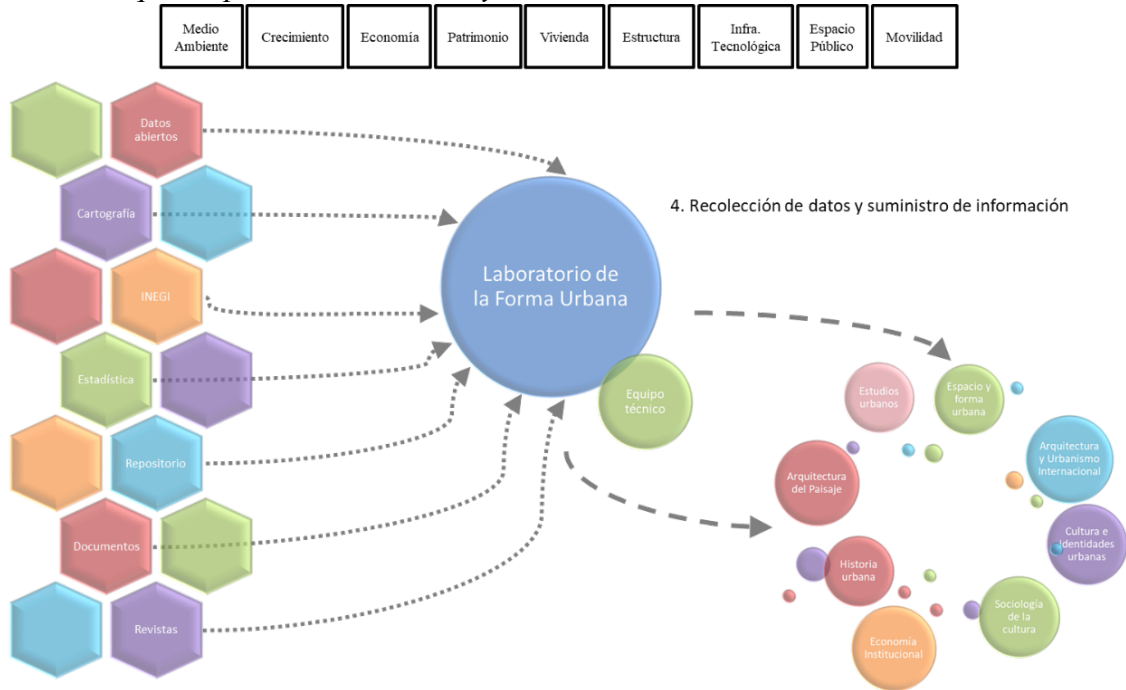 Medio
Ambiente
Crecimiento
Economía
Patrimonio
Vivienda
Estructura
Infra.
Tecnológica
Espacio
Público
Movilidad
Datos
abiertos
Cartografía
INEGI
Estadística
Repositorio
Documentos
Revistas
Laboratorio de
la Forma Urbana
Equipo
técnico
4. Recolección de datos y suministro de información
Estudios
urbanos
Espacio y
forma
urbana
Arquitectura
y Urbanismo
Internacional
Arquitectura
del Paisaje
Cultura e
Identidades
urbanas
Historia
urbana
Sociología
de la
cultura
Economía
Institucional